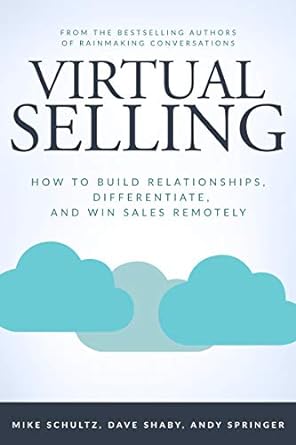 FROM THE BESTSELLING AUTHORS
OF RAINMAKING CONVERSATIONS
VIRTUAL
SELLING
HOW TO BUILD RELATIONSHIPS,
DIFFERENTIATE,
AND WIN SALES REMOTELY
MIKE SCHULTZ, DAVE SHABY, ANDY SPRINGER